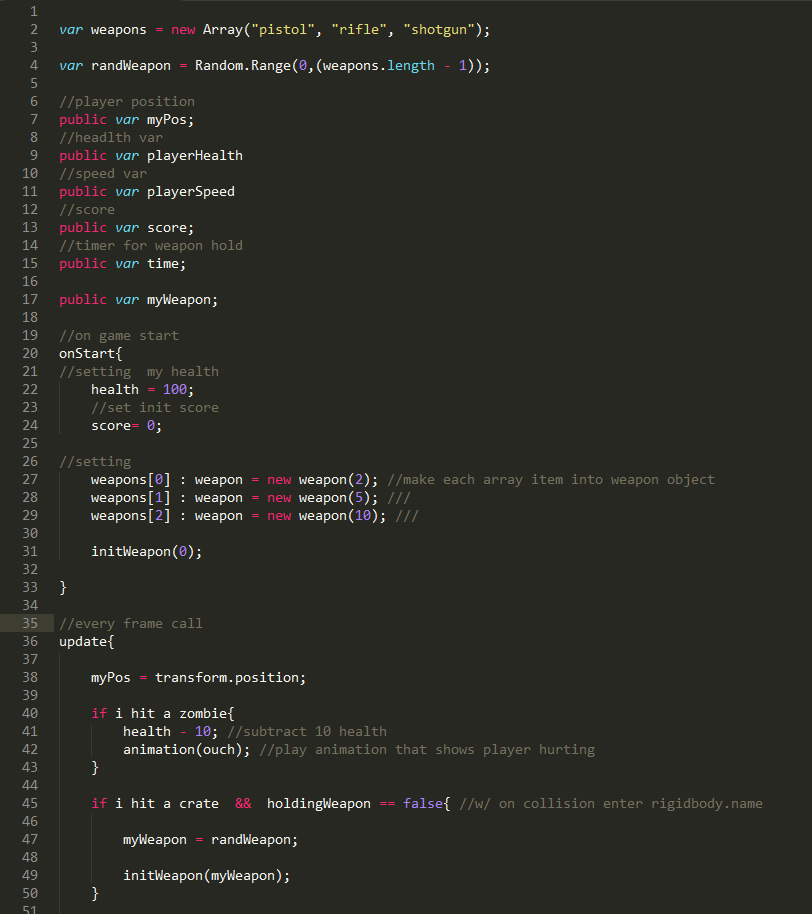 1
2 var weapons = new Array("pistol", "rifle", "shotgun");
3
4 var randWeapon = Random.Range(0,(weapons.length - 1));
5
6 //player position
7 public var myPos;
8 //headlth var
9 public var playerHealth
10 //speed var
11 public var playerSpeed
12 //score
13 public var score;
14 //timer for weapon hold
15 public var time;
16
17 public var myWeapon;
18
19 //on game start
20 onStart{
21 //setting  my health
22     health = 100;
23     //set init score
24     score= 0;
25
26 //setting
27     weapons[0] : weapon = new weapon(2); //make each array item into weapon object
28     weapons[1] : weapon = new weapon(5); ///
29     weapons[2] : weapon = new weapon(10); ///
30
31     initWeapon(0);
32
33 }
34
35 //every frame call
36 update{
37
38     myPos = transform.position;
39
40     if i hit a zombie{
41         health - 10; //subtract 10 health
42         animation(ouch); //play animation that shows player hurting
43     }
44
45     if i hit a crate  &&  holdingWeapon == false{ //w/ on collision enter rigidbody.name
46
47         myWeapon = randWeapon;
48
49         initWeapon(myWeapon);
50     }
51